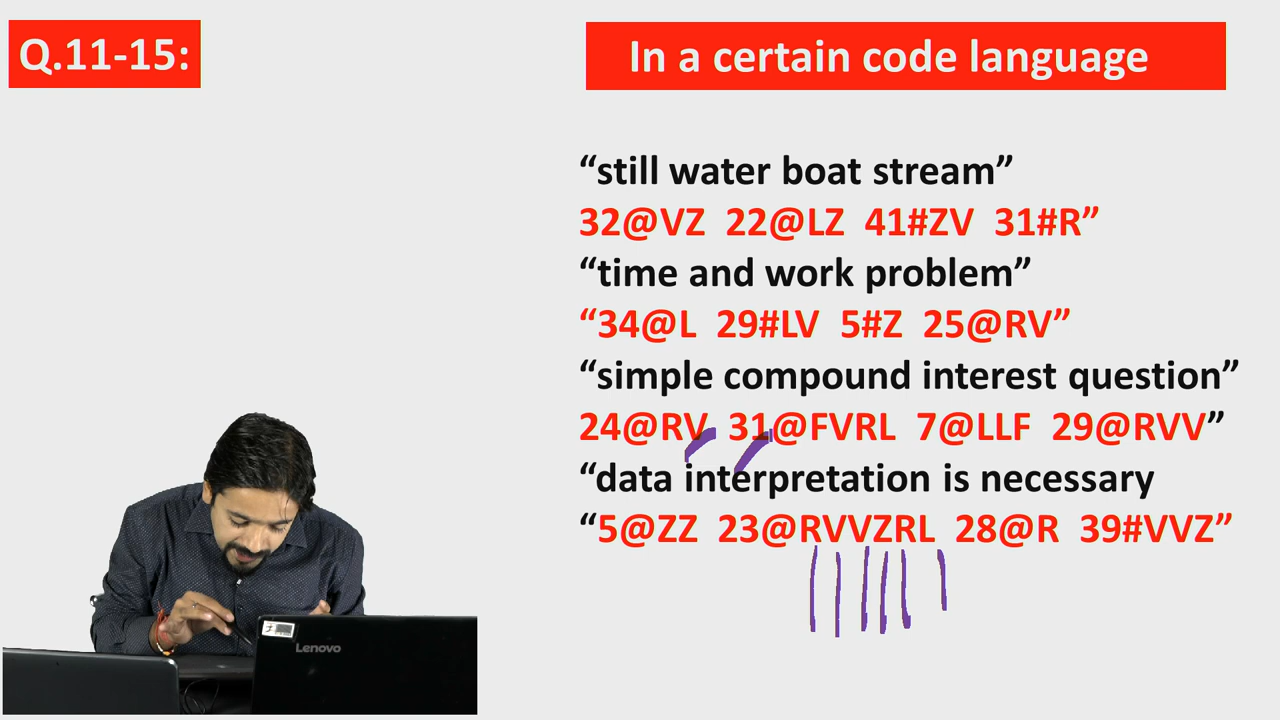 Q.11-15:
In a certain code language
“still water boat stream”
32@VZ 22@LZ 41#ZV 31#R”
“time and work problem”
“34@L 29#LV 5#Z 25@RV”
“simple compound interest question”
24@RV 31@FVRL 7@LLF 29@RVV”
“data interpretation is necessary
“5@ZZ 23@RVVZRL 28@R 39#VVZ”
Lenovo